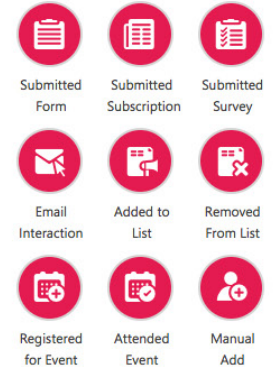 Submitted Submitted Submitted
Form Subscription Survey
Email Added to Removed
Interaction List From List
Registered Attended Manual
for Event Event Add